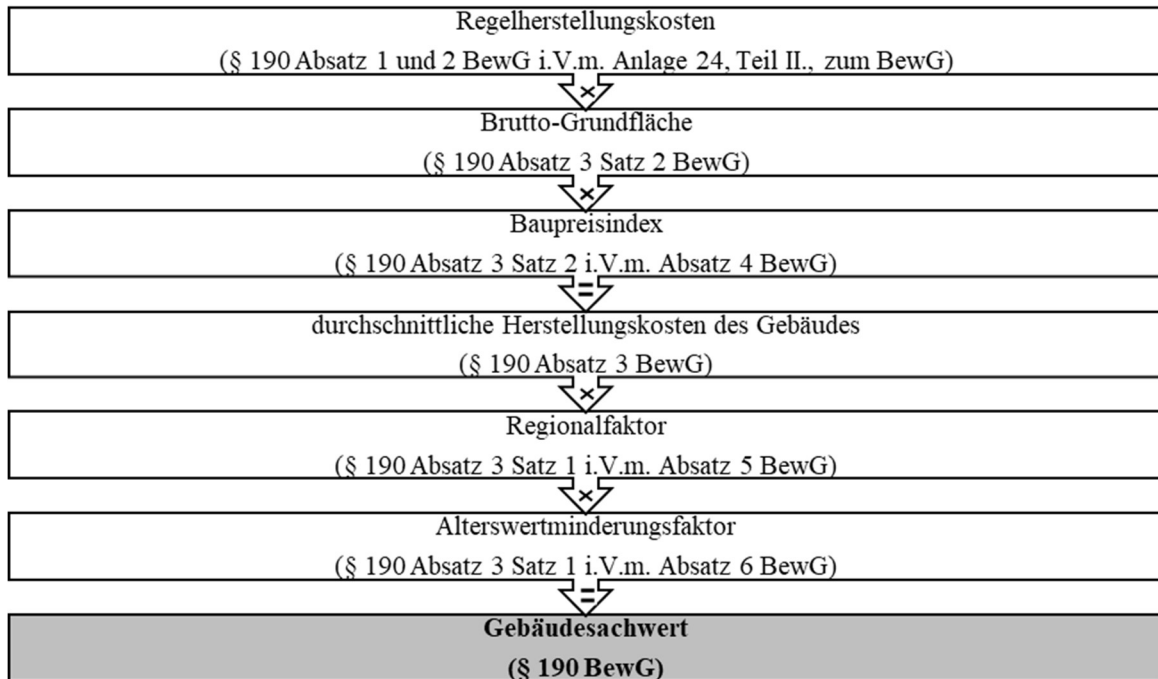 Regelherstellungskosten
(§ 190 Absatz 1 und 2 BewG i.V.m. Anlage 24, Teil II., zum BewG)
×
Brutto-Grundfläche
(§ 190 Absatz 3 Satz 2 BewG)
×
Baupreisindex
(§ 190 Absatz 3 Satz 2 i.V.m. Absatz 4 BewG)
=
durchschnittliche Herstellungskosten des Gebäudes
(§ 190 Absatz 3 BewG)
×
Regionalfaktor
(§ 190 Absatz 3 Satz 1 i.V.m. Absatz 5 BewG)
×
Alterswertminderungsfaktor
(§ 190 Absatz 3 Satz 1 i.V.m. Absatz 6 BewG)
=
Gebäudesachwert
(§ 190 BewG)